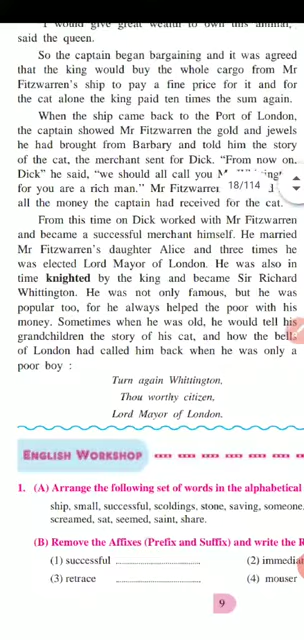 "I would give great wealth to own this animal,"
said the queen.
So the captain began bargaining and it was agreed
that the king would buy the whole cargo from Mr
Fitzwarren's ship to pay a fine price for it and for
the cat alone the king paid ten times the sum again.
When the ship came back to the Port of London,
the captain showed Mr Fitzwarren the gold and jewels
he had brought from Barbary and told him the story
of the cat, the merchant sent for Dick. "From now on,
Dick" he said, "we should all call you
for you are a rich man." Mr Fitzwarren
18/114
all the money the captain had received for the cat.
From this time on Dick worked with Mr Fitzwarren
and became a successful merchant himself. He married
Mr Fitzwarren's daughter Alice and three times he
was elected Lord Mayor of London. He was also in
time knighted by the king and became Sir Richard
Whittington. He was not only famous, but he was
popular too, for he always helped the poor with his
money. Sometimes when he was old, he would tell his
grandchildren the story of his cat, and how the bells
of London had called him back when he was only a
poor boy :
Turn again Whittington,
Thou worthy citizen,
Lord Mayor of London.
ENGLISH WORKSHOP
1. (A) Arrange the following set of words in the alphabetical
ship, small, successful, scoldings, stone, saving, someone,
screamed, sat, seemed, saint, share.
(B) Remove the Affixes (Prefix and Suffix) and write the R
(1) successful (2) immedia
(3) retrace (4) mouser
9